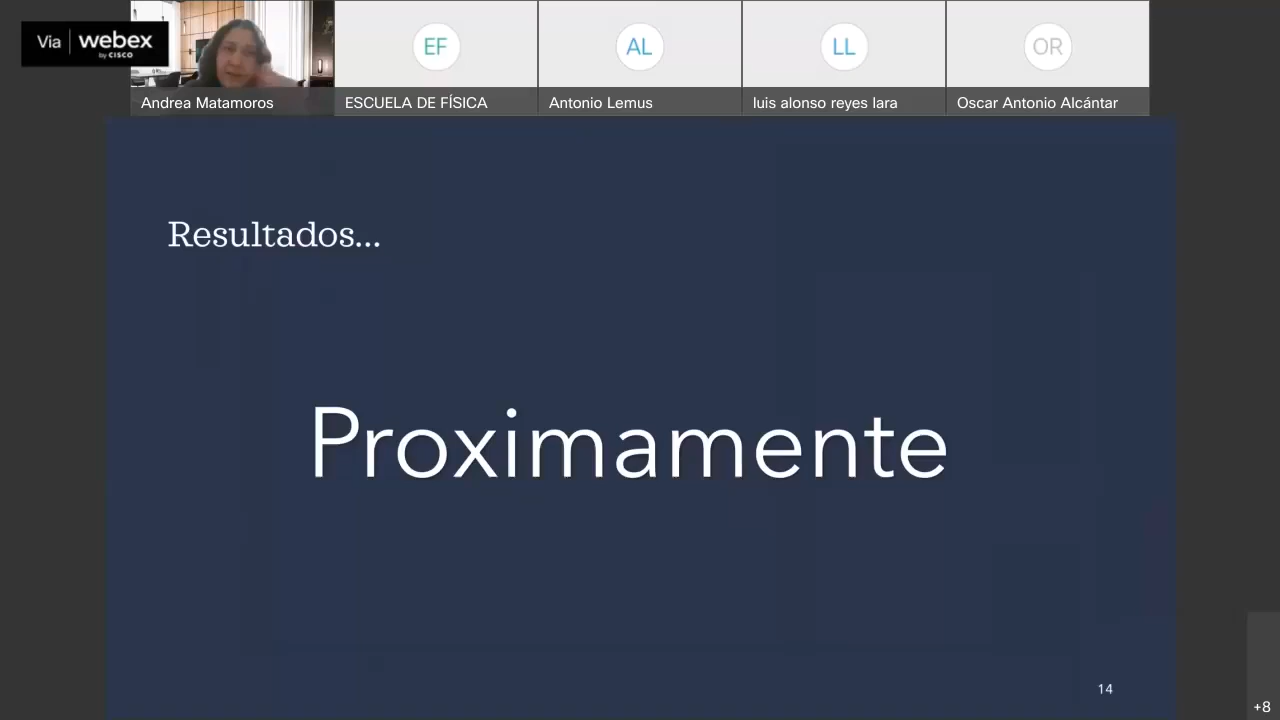 Via webex
by CISCO
EF
AL
LL
OR
Andrea Matamoros
ESCUELA DE FÍSICA
Antonio Lemus
luis alonso reyes lara
Oscar Antonio Alcántar
Resultados...
Proximamente
14
+8